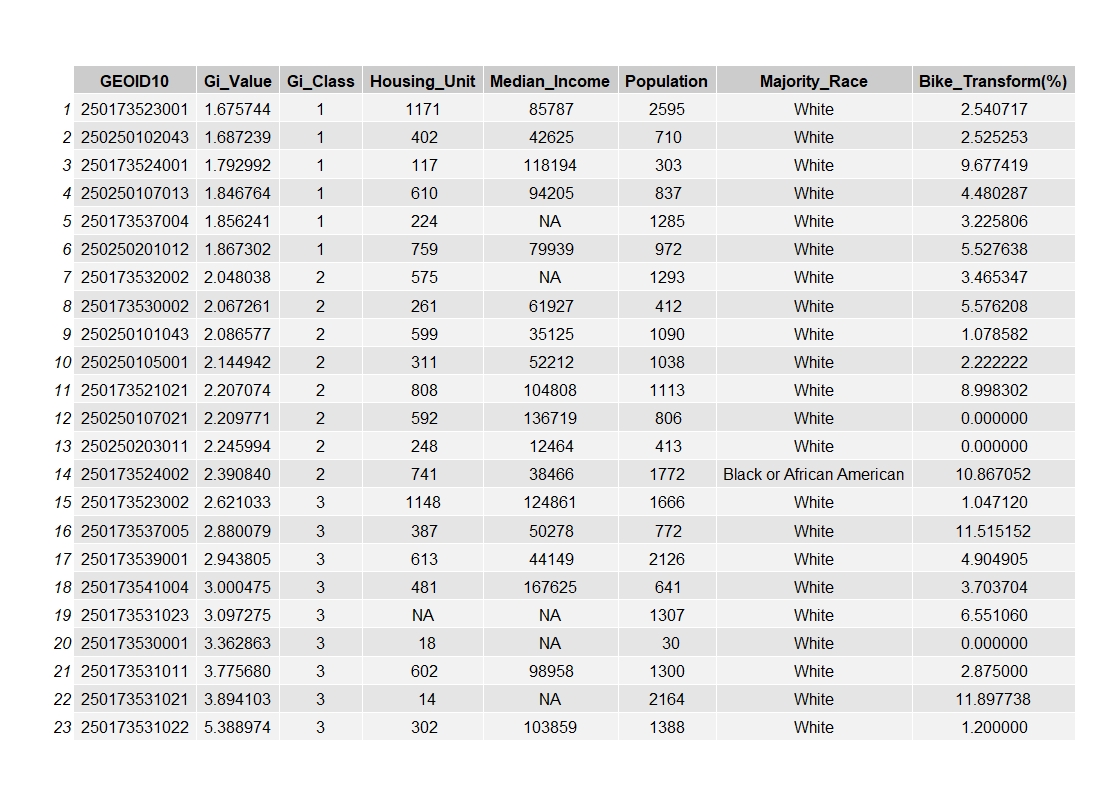 GEOID10 Gi_Value Gi_Class Housing_Unit Median_Income Population Majority_Race Bike_Transform(%)
1 250173523001 1.675744 1 1171 85787 2595 White 2.540717
2 250250102043 1.687239 1 402 42625 710 White 2.525253
3 250173524001 1.792992 1 117 118194 303 White 9.677419
4 250250107013 1.846764 1 610 94205 837 White 4.480287
5 250173537004 1.856241 1 224 NA 1285 White 3.225806
6 250250201012 1.867302 1 759 79939 972 White 5.527638
7 250173532002 2.048038 2 575 NA 1293 White 3.465347
8 250173530002 2.067261 2 261 61927 412 White 5.576208
9 250250101043 2.086577 2 599 35125 1090 White 1.078582
10 250250105001 2.144942 2 311 52212 1038 White 2.222222
11 250173521021 2.207074 2 808 104808 1113 White 8.998302
12 250250107021 2.209771 2 592 136719 806 White 0.000000
13 250250203011 2.245994 2 248 12464 413 White 0.000000
14 250173524002 2.390840 2 741 38466 1772 Black or African American 10.867052
15 250173523002 2.621033 3 1148 124861 1666 White 1.047120
16 250173537005 2.880079 3 387 50278 772 White 11.515152
17 250173539001 2.943805 3 613 44149 2126 White 4.904905
18 250173541004 3.000475 3 481 167625 641 White 3.703704
19 250173531023 3.097275 3 NA NA 1307 White 6.551060
20 250173530001 3.362863 3 18 NA 30 White 0.000000
21 250173531011 3.775680 3 602 98958 1300 White 2.875000
22 250173531021 3.894103 3 14 NA 2164 White 11.897738
23 250173531022 5.388974 3 302 103859 1388 White 1.200000